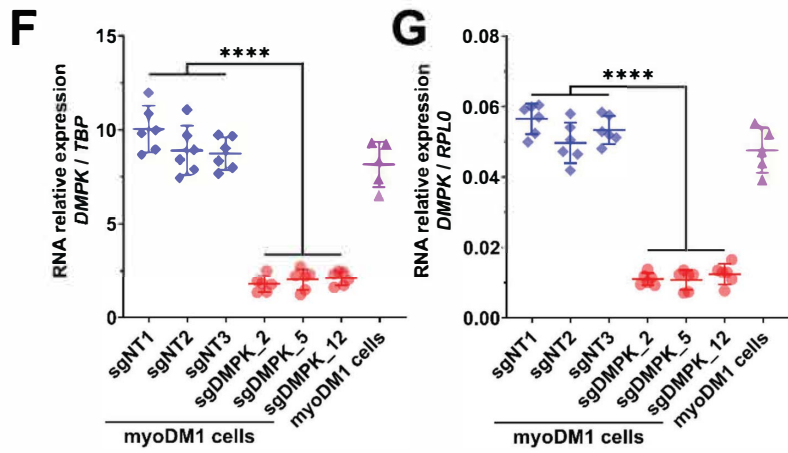 F
RNA relative expression
DMPK / TBP
15
10
5
0
****
sgNT1
sgNT2
sgNT3
sgDMPK_2
sgDMPK_5
sgDMPK_12
myoDM1 cells
myoDM1 cells
G
RNA relative expression
DMPK / RPL0
0.08
0.06
0.04
0.02
0.00
****
sgNT1
sgNT2
sgNT3
sgDMPK_2
sgDMPK_5
sgDMPK_12
myoDM1 cells
myoDM1 cells